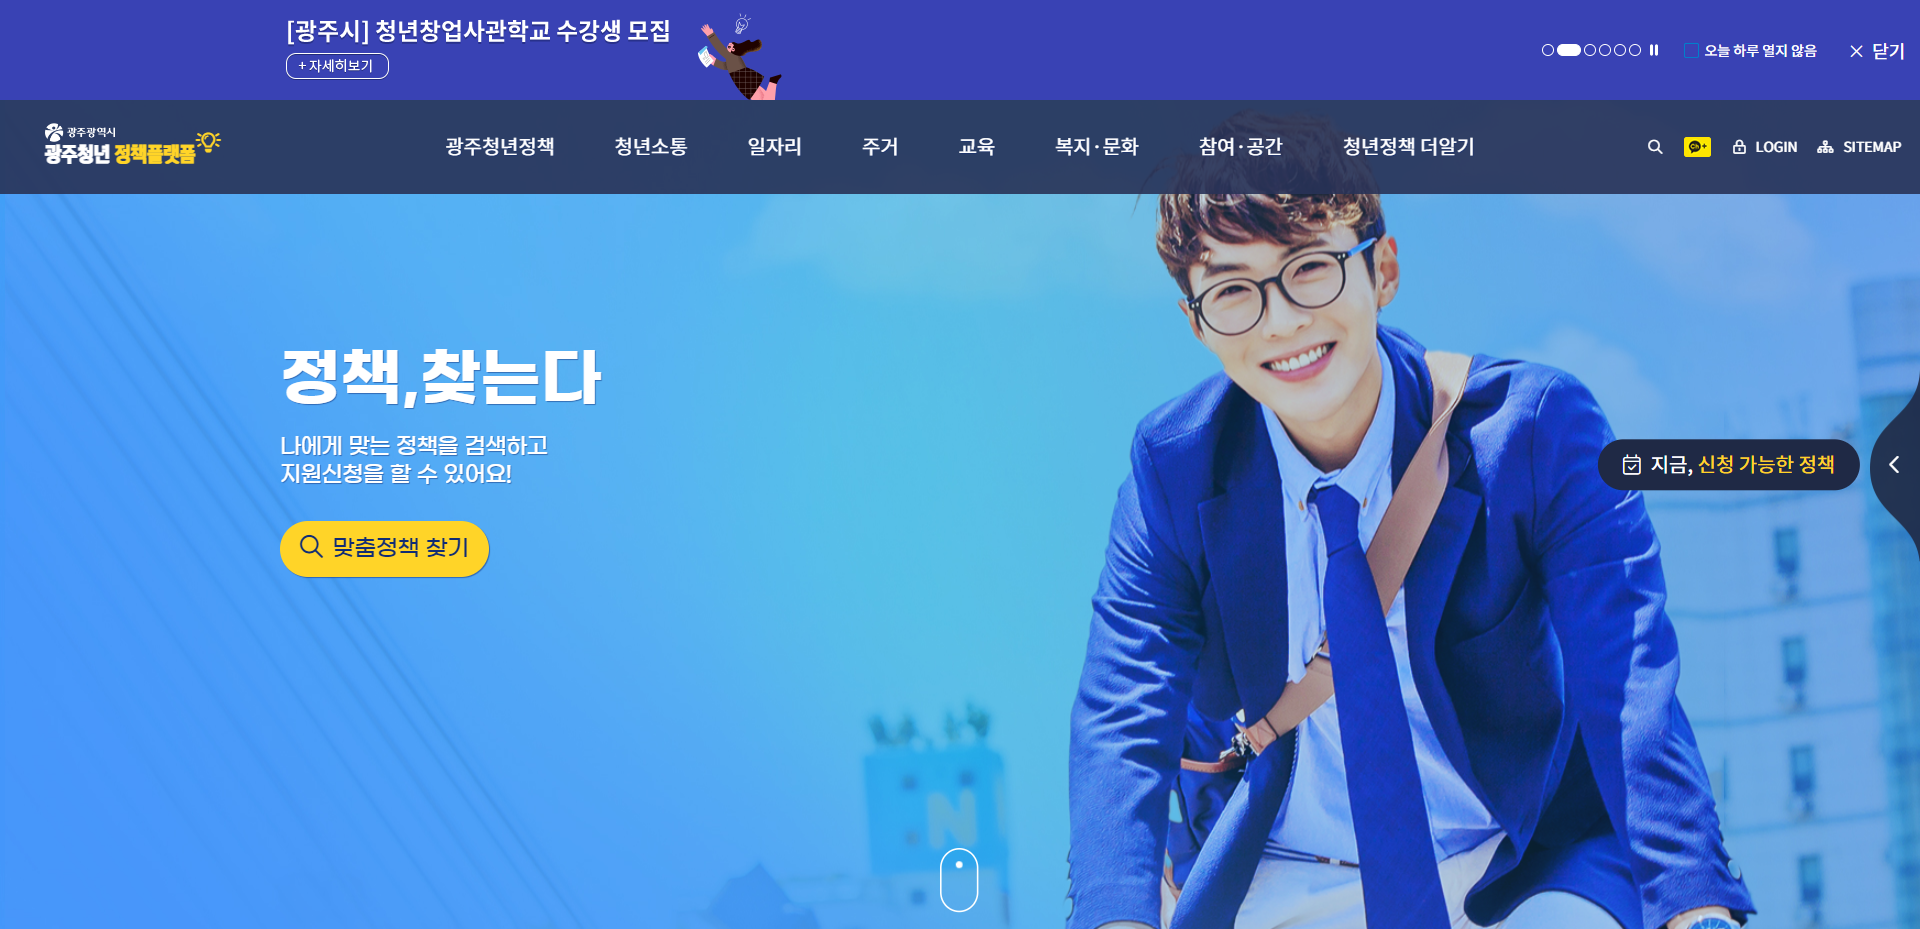 [광주시] 청년창업사관학교 수강생 모집
+ 자세히보기
오늘 하루 열지 않음
닫기
광주광역시
광주청년 정책플랫폼
광주청년정책
청년소통
일자리
주거
교육
복지·문화
참여·공간
청년정책 더알기
Ch+
LOGIN
SITEMAP
정책,찾는다
나에게 맞는 정책을 검색하고
지원신청을 할 수 있어요!
맞춤정책 찾기
지금, 신청 가능한 정책
N